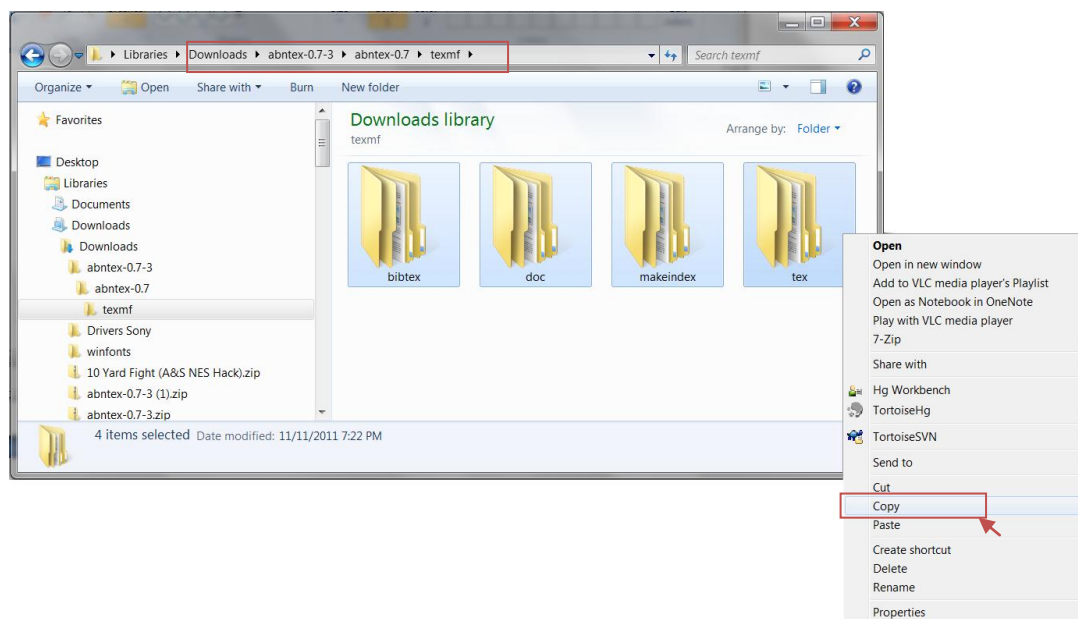 Libraries Downloads abntex-0.7-3 abntex-0.7 texmf Search texmf
Organize Open Share with Burn New folder
Favorites
Desktop
Libraries
Documents
Downloads
Downloads
abntex-0.7-3
abntex-0.7
texmf
Drivers Sony
winfonts
10 Yard Fight (A&S NES Hack).zip
abntex-0.7-3 (1).zip
abntex-0.7-3.zip
Downloads library
texmf
Arrange by: Folder
bibtex doc makeindex tex
4 items selected Date modified: 11/11/2011 7:22 PM
Open
Open in new window
Add to VLC media player's Playlist
Open as Notebook in OneNote
Play with VLC media player
7-Zip
Share with
Hg Workbench
TortoiseHg
TortoiseSVN
Send to
Cut
Copy
Paste
Create shortcut
Delete
Rename
Properties